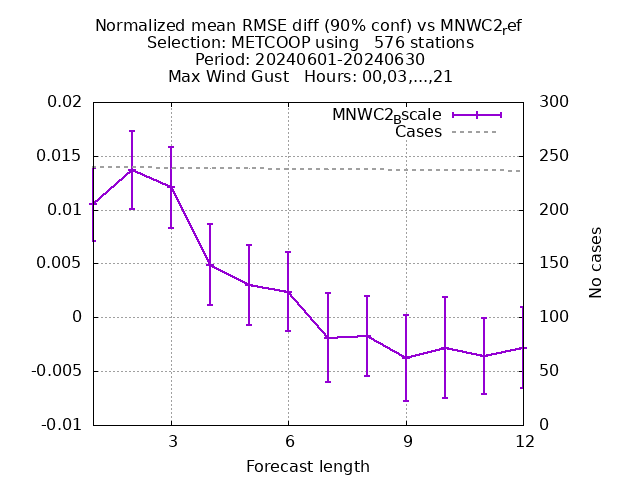 Normalized mean RMSE diff (90% conf) vs MNWC2_ref
Selection: METCOOP using   576 stations
Period: 20240601-20240630
Max Wind Gust   Hours: 00,03,...,21
MNWC2_Bscale
Cases
0.02
0.015
0.01
0.005
0
-0.005
-0.01
300
250
200
150
100
50
0
No cases
3
6
9
12
Forecast length